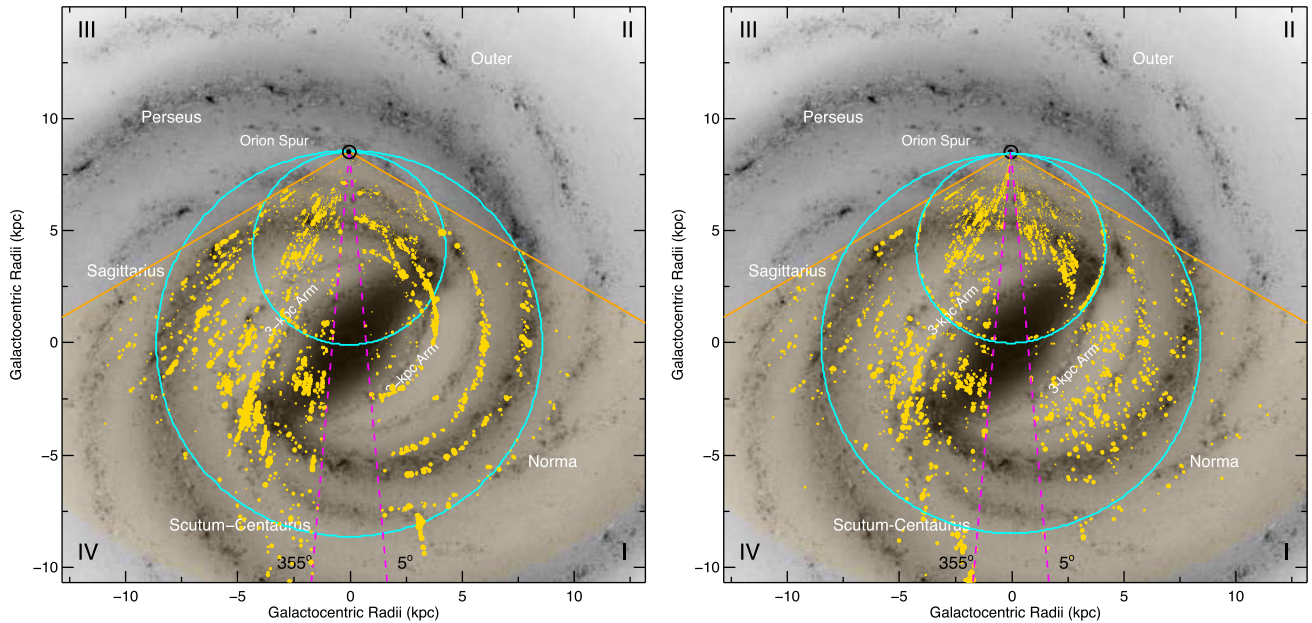 III
II
Outer
Perseus
Orion Spur
10
5
0
−5
−10
Sagittarius
3−kpc Arm
3−kpc Arm
Norma
Scutum−Centaurus
IV
I
355°
5°
−10
−5
0
5
10
Galactocentric Radii (kpc)
Galactocentric Radii (kpc)
III
II
Outer
Perseus
Orion Spur
10
5
0
−5
−10
Sagittarius
3-kpc Arm
3-kpc Arm
Norma
Scutum-Centaurus
IV
I
355°
5°
−10
−5
0
5
10
Galactocentric Radii (kpc)
Galactocentric Radii (kpc)